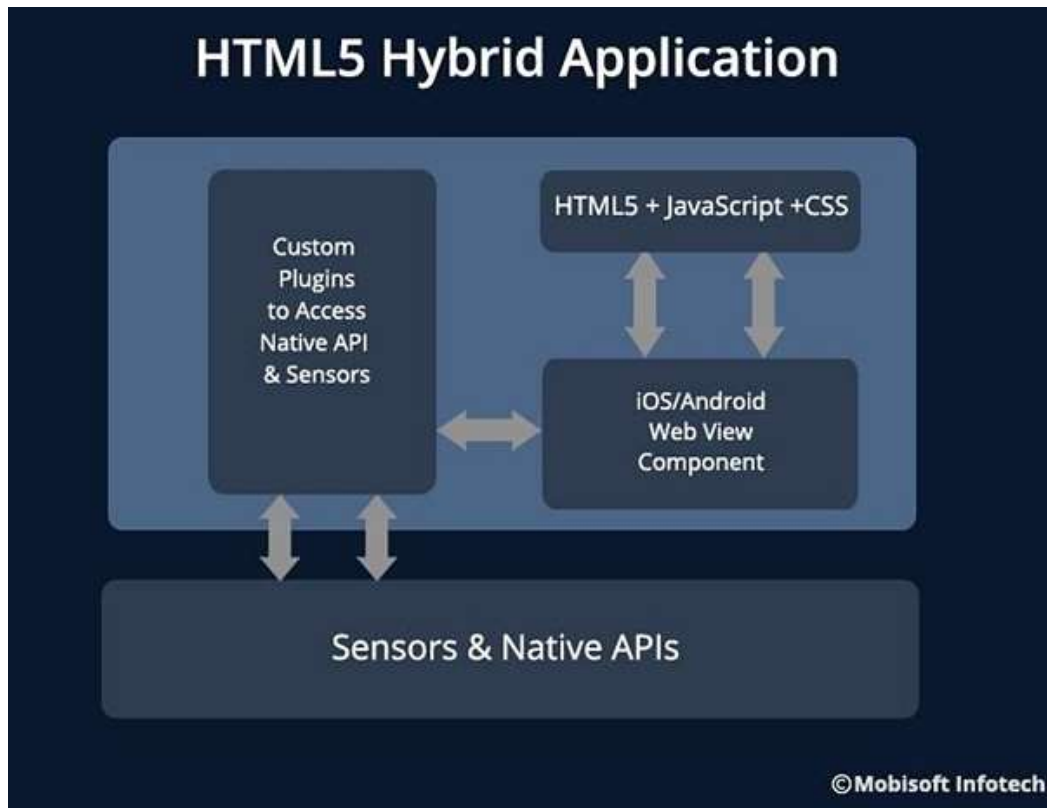 HTML5 Hybrid Application
Custom
Plugins
to Access
Native API
& Sensors
HTML5 + JavaScript +CSS
iOS/Android
Web View
Component
Sensors & Native APIs
©Mobisoft Infotech